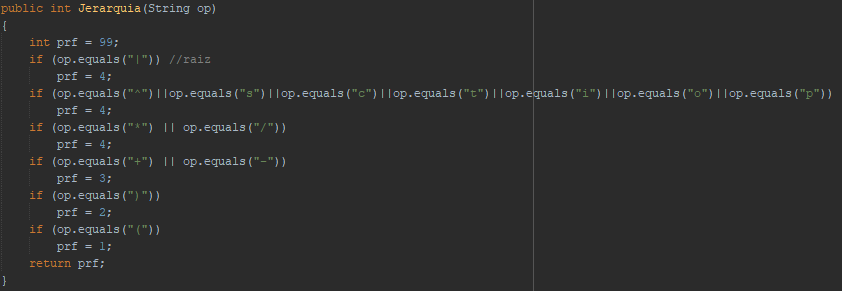 public int Jerarquia(String op)
{
    int prf = 99;
    if (op.equals("|")) //raiz
        prf = 4;
    if (op.equals("^")||op.equals("s")||op.equals("c")||op.equals("t")||op.equals("i")||op.equals("o")||op.equals("p"))
        prf = 4;
    if (op.equals("*") || op.equals("/"))
        prf = 4;
    if (op.equals("+") || op.equals("-"))
        prf = 3;
    if (op.equals(")"))
        prf = 2;
    if (op.equals("("))
        prf = 1;
    return prf;
}